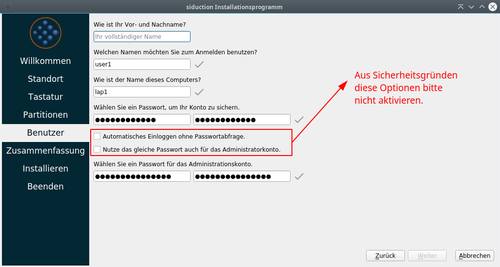 siduction Installationsprogramm
Willkommen
Standort
Tastatur
Partitionen
Benutzer
Zusammenfassung
Installieren
Beenden
Wie ist Ihr Vor- und Nachname?
Ihr vollständiger Name
Welchen Namen möchten Sie zum Anmelden benutzen?
user1
Wie ist der Name dieses Computers?
lap1
Wählen Sie ein Passwort, um Ihr Konto zu sichern.
●●●●●●●●●●●● ●●●●●●●●●●●●
Automatisches Einloggen ohne Passwortabfrage.
Nutze das gleiche Passwort auch für das Administratorkonto.
Wählen Sie ein Passwort für das Administrationskonto.
●●●●●●●●●●●●●●● ●●●●●●●●●●●●●●●
Aus Sicherheitsgründen
diese Optionen bitte
nicht aktivieren.
Zurück
Weiter
Abbrechen